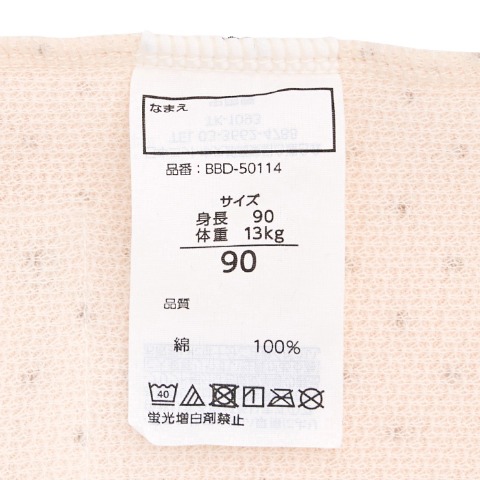 なまえ
品番：BBD-50114
サイズ
身長 90
体重 13kg
90
品質
綿 100%
40
蛍光増白剤禁止